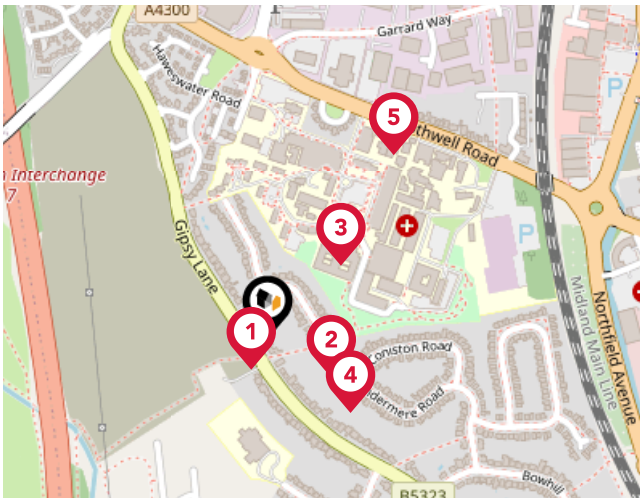 A4300
Garrard Way
Haweswater Road
5
thwell Road
P
n Interchange
7
3
P
Gipsy Lane
1
2
Coniston Road
4
dermere Road
Midland Main Line
Northfield Avenue
Bowhill
B5323